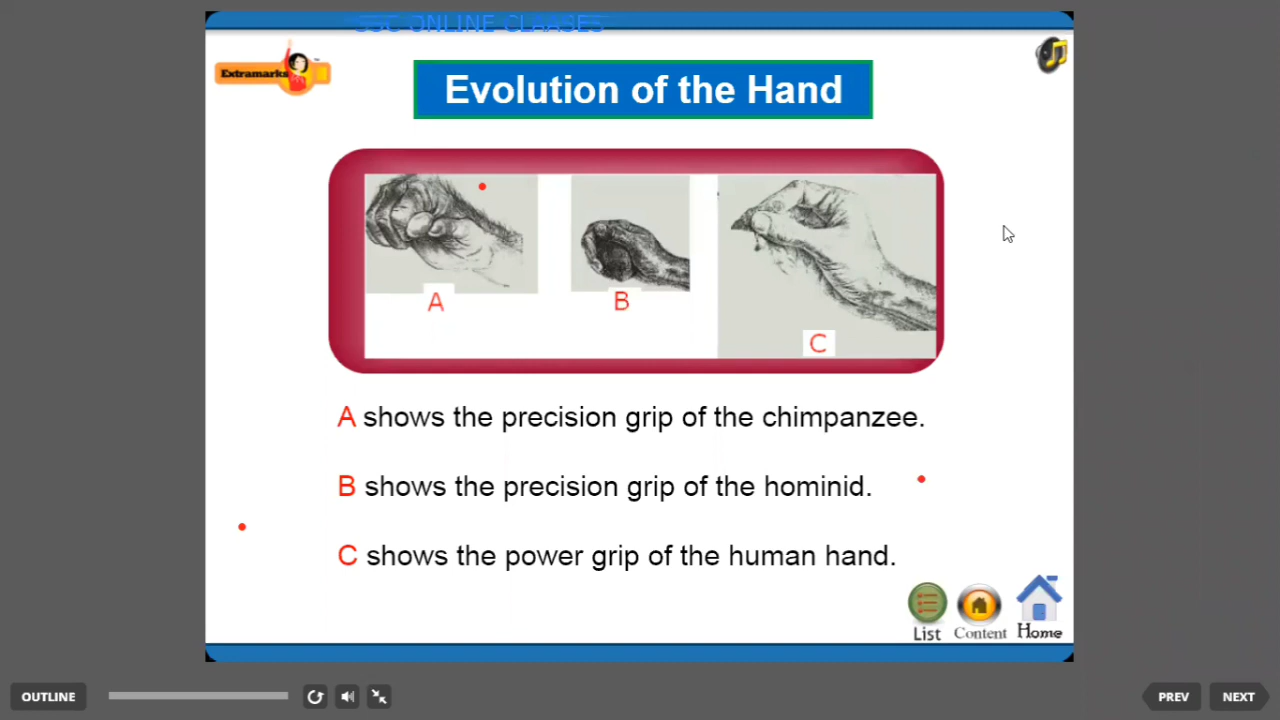 SSC ONLINE CLAASES
Extramarks
Evolution of the Hand
A
B
C
A shows the precision grip of the chimpanzee.
B shows the precision grip of the hominid.
C shows the power grip of the human hand.
List
Content
Home
OUTLINE
PREV
NEXT